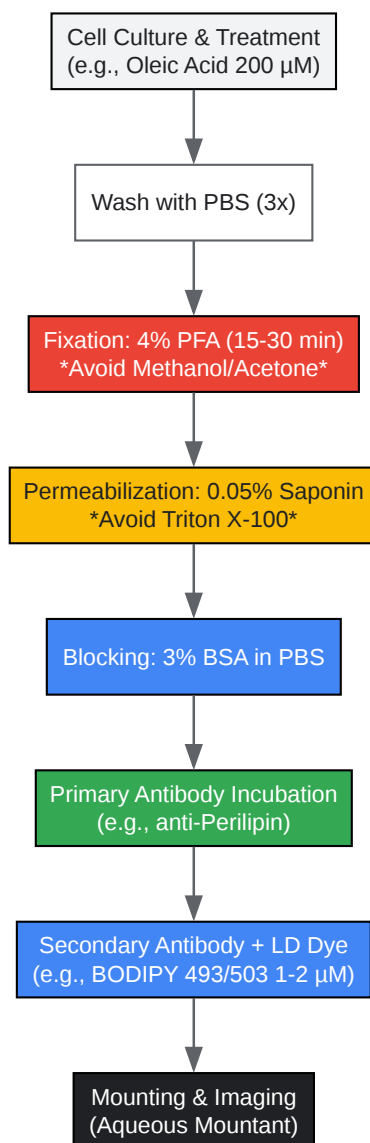 Cell Culture & Treatment
(e.g., Oleic Acid 200 µM)
Wash with PBS (3x)
Fixation: 4% PFA (15-30 min)
*Avoid Methanol/Acetone*
Permeabilization: 0.05% Saponin
*Avoid Triton X-100*
Blocking: 3% BSA in PBS
Primary Antibody Incubation
(e.g., anti-Perilipin)
Secondary Antibody + LD Dye
(e.g., BODIPY 493/503 1-2 µM)
Mounting & Imaging
(Aqueous Mountant)